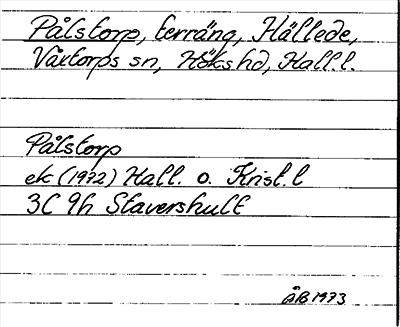 Pålstorp, terräng, Hällede,
Våxtorps sn, Höks hd, Hall.l.
Pålstorp
ek (1972) Hall. o. Krist.l
3C 9h Stavershult
ÅB 1973